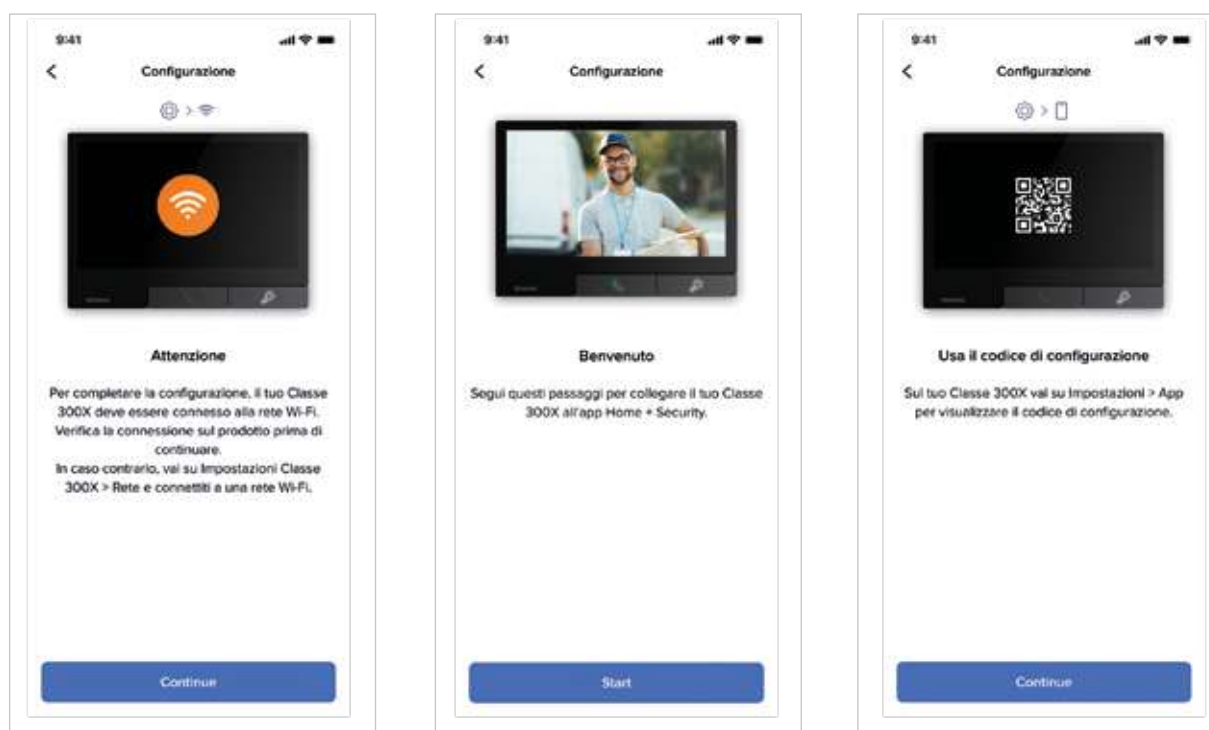 9:41
Configurazione
Attenzione
Per completare la configurazione, il tuo Classe
300X deve essere connesso alla rete Wi-Fi.
Verifica la connessione sul prodotto prima di
continuare.
In caso contrario, vai su Impostazioni Classe
300X > Rete e connettiti a una rete Wi-Fi.
Continue
9:41
Configurazione
Benvenuto
Segui questi passaggi per collegare il tuo Classe
300X all'app Home + Security.
Start
9:41
Configurazione
Usa il codice di configurazione
Sul tuo Classe 300X vai su Impostazioni > App
per visualizzare il codice di configurazione.
Continue